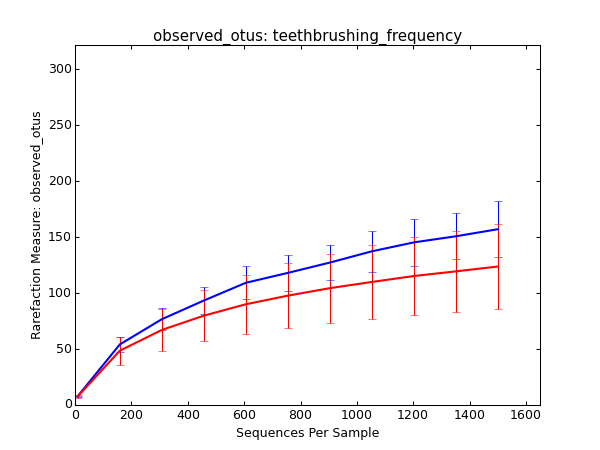 observed_otus: teethbrushing_frequency
Rarefaction Measure: observed_otus
300
250
200
150
100
50
0
0 200 400 600 800 1000 1200 1400 1600
Sequences Per Sample